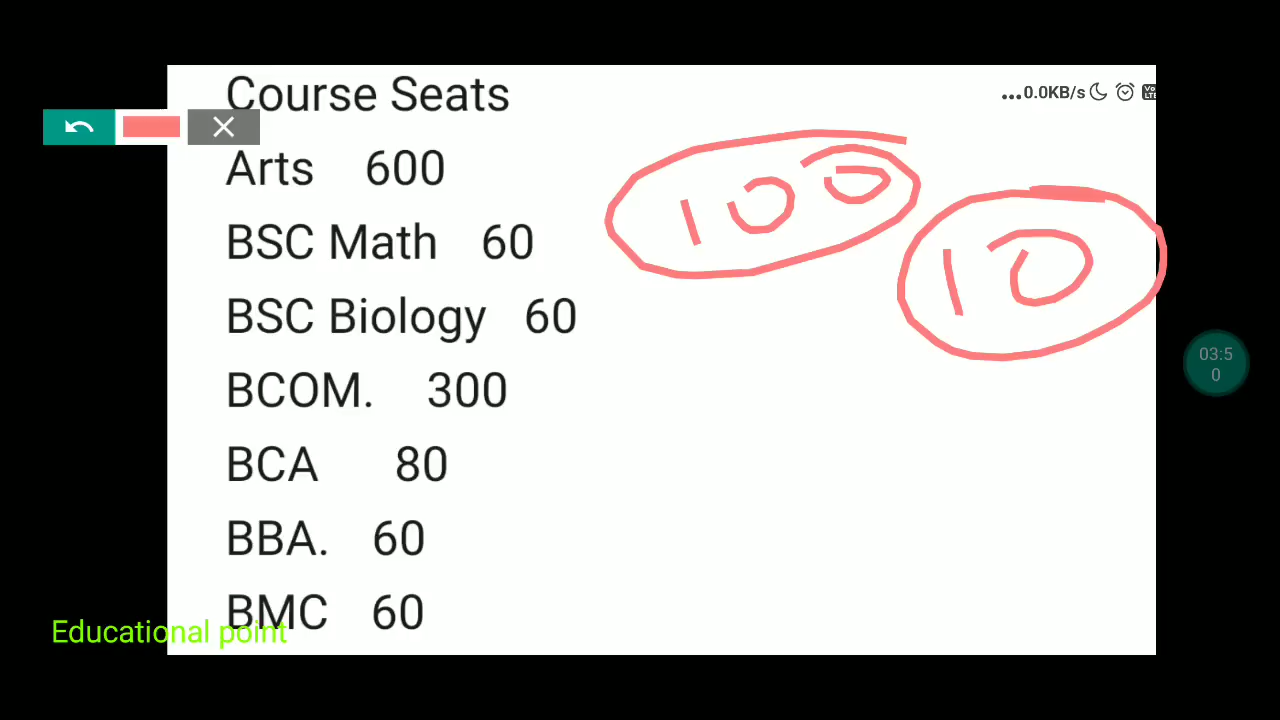 Course Seats
...0.0KB/s
Arts 600
100
BSC Math 60
10
BSC Biology 60
03:50
BCOM. 300
BCA 80
BBA. 60
BMC 60
Educational point